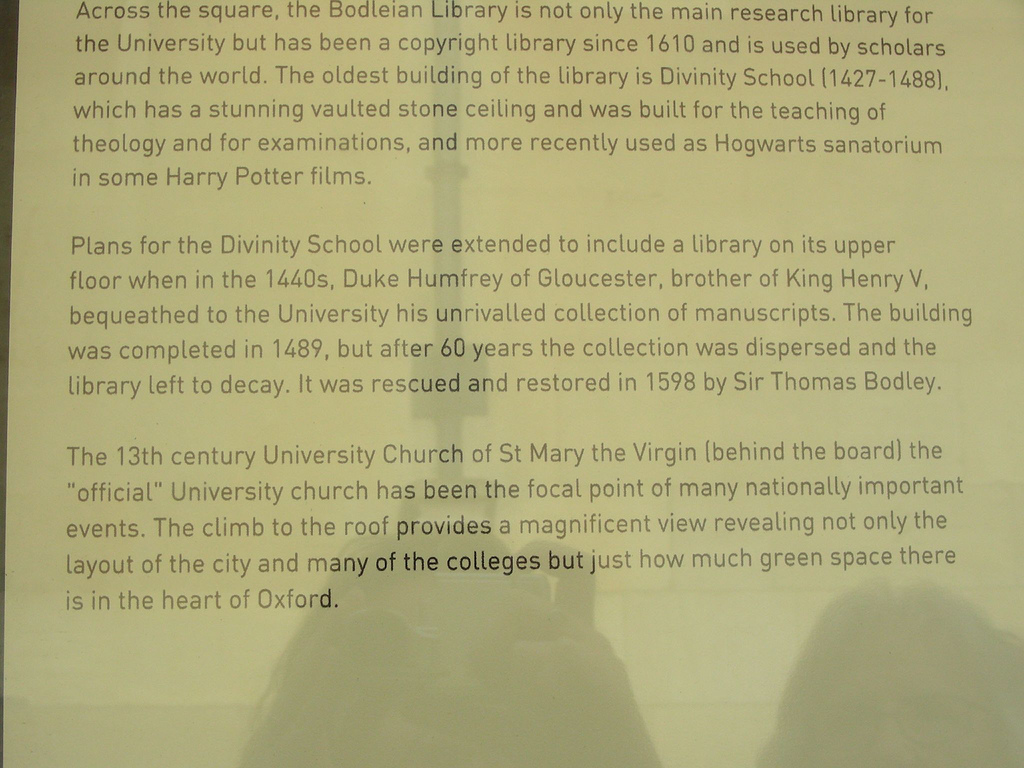 Across the square, the Bodleian Library is not only the main research library for
the University but has been a copyright library since 1610 and is used by scholars
around the world. The oldest building of the library is Divinity School (1427-1488),
which has a stunning vaulted stone ceiling and was built for the teaching of
theology and for examinations, and more recently used as Hogwarts sanatorium
in some Harry Potter films.
Plans for the Divinity School were extended to include a library on its upper
floor when in the 1440s, Duke Humfrey of Gloucester, brother of King Henry V,
bequeathed to the University his unrivalled collection of manuscripts. The building
was completed in 1489, but after 60 years the collection was dispersed and the
library left to decay. It was rescued and restored in 1598 by Sir Thomas Bodley.
The 13th century University Church of St Mary the Virgin (behind the board) the
"official" University church has been the focal point of many nationally important
events. The climb to the roof provides a magnificent view revealing not only the
layout of the city and many of the colleges but just how much green space there
is in the heart of Oxford.